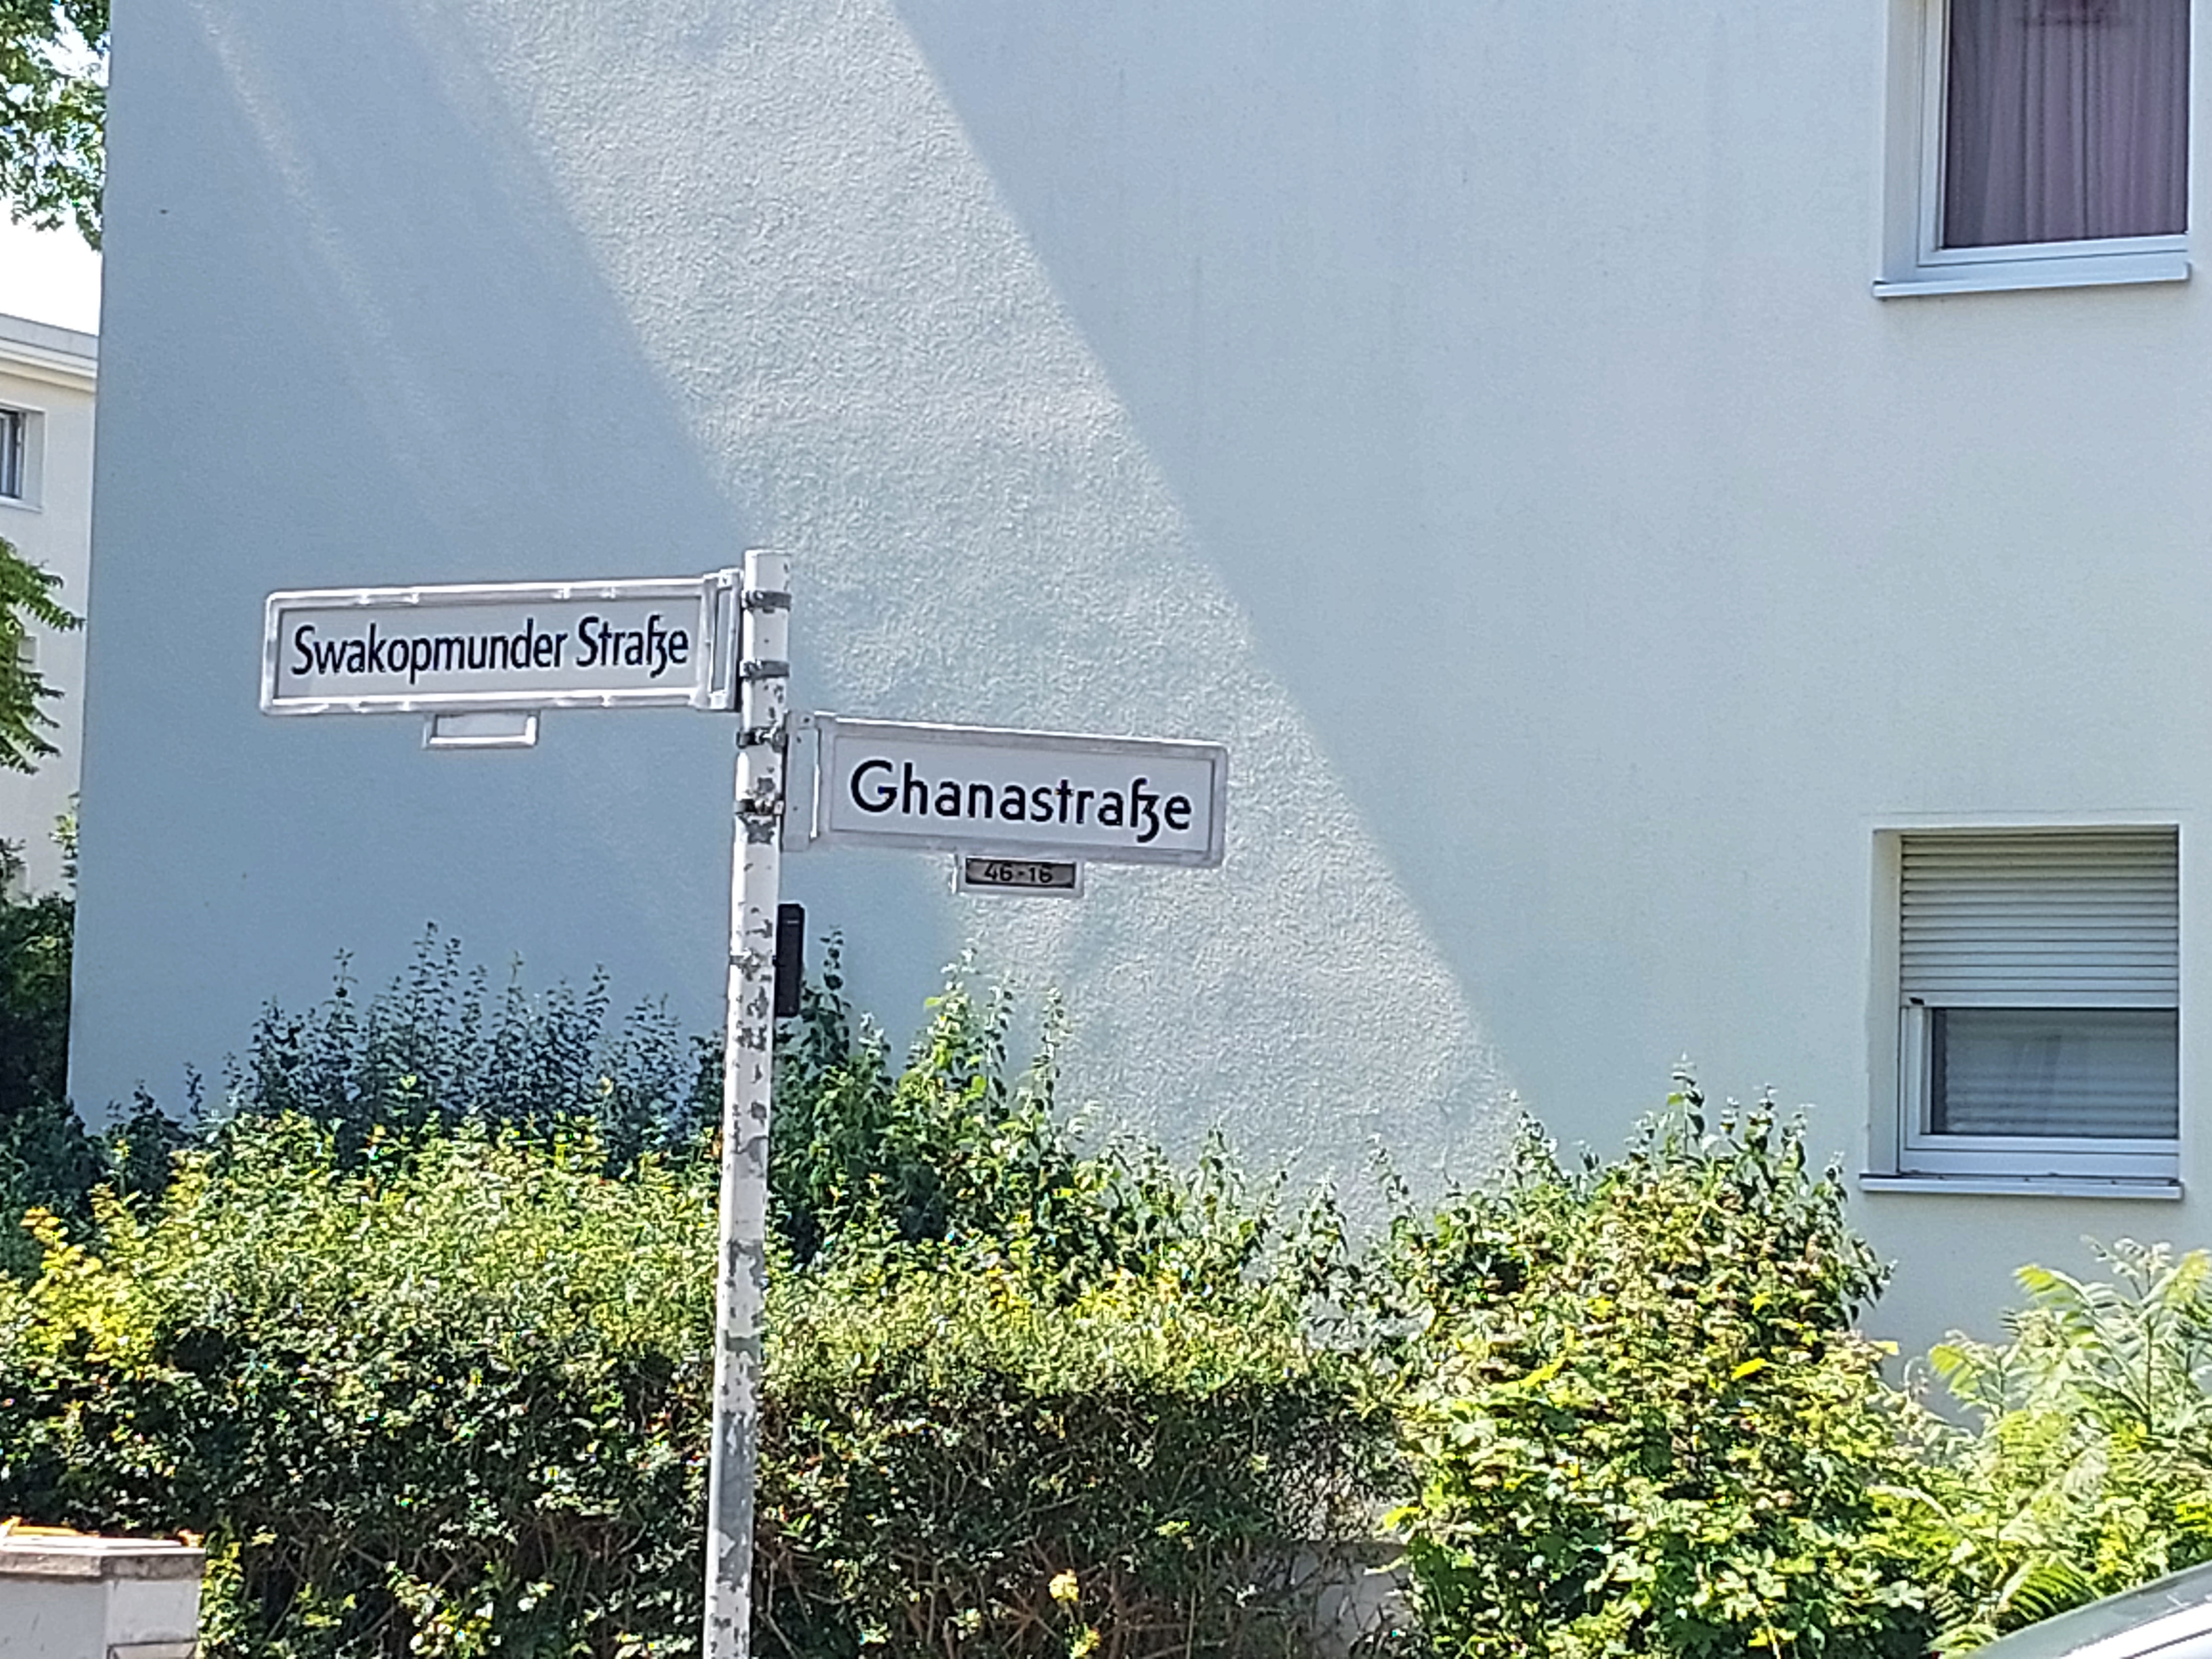 Swakopmunder Straße
Ghanastraße
46-16